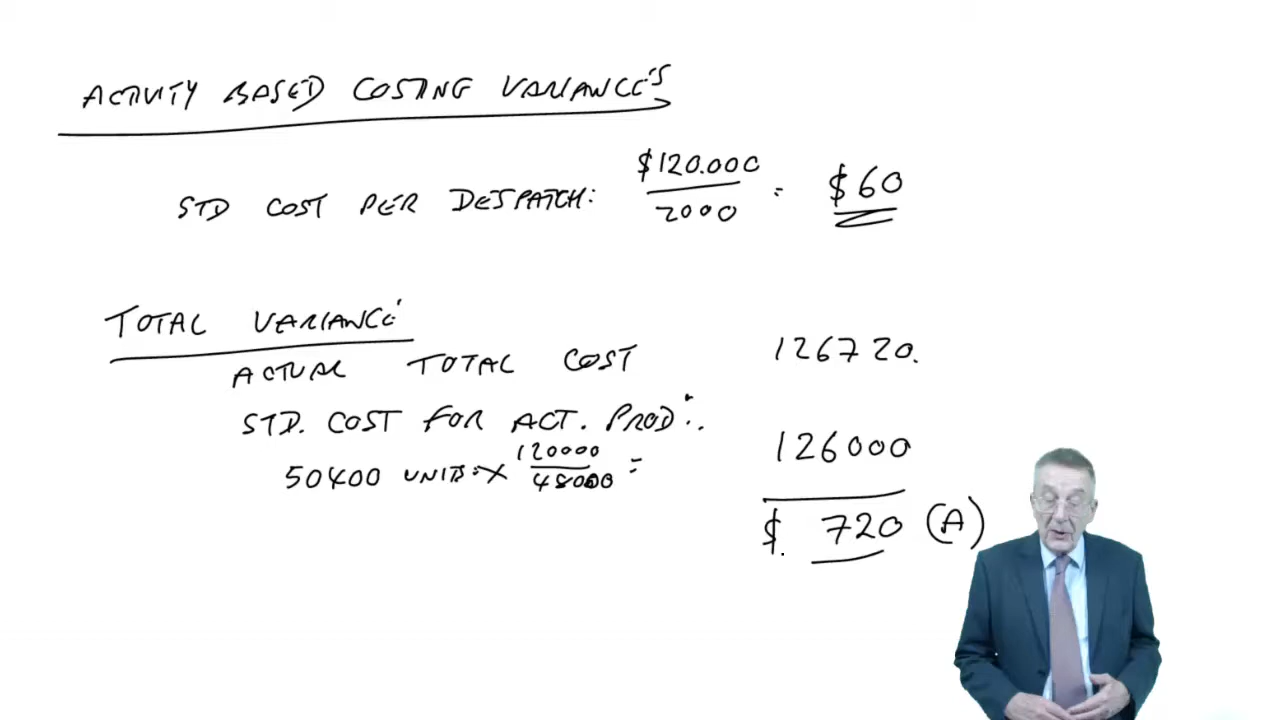 ACTIVITY BASED COSTING VARIANCES
STD COST PER DESPATCH: $120.000 / 2000 = $60
TOTAL VARIANCE
ACTUAL TOTAL COST 126720.
STD. COST FOR ACT. PROD: 126000
50400 UNITS × 120000 / 48000 =
$ 720 (A)